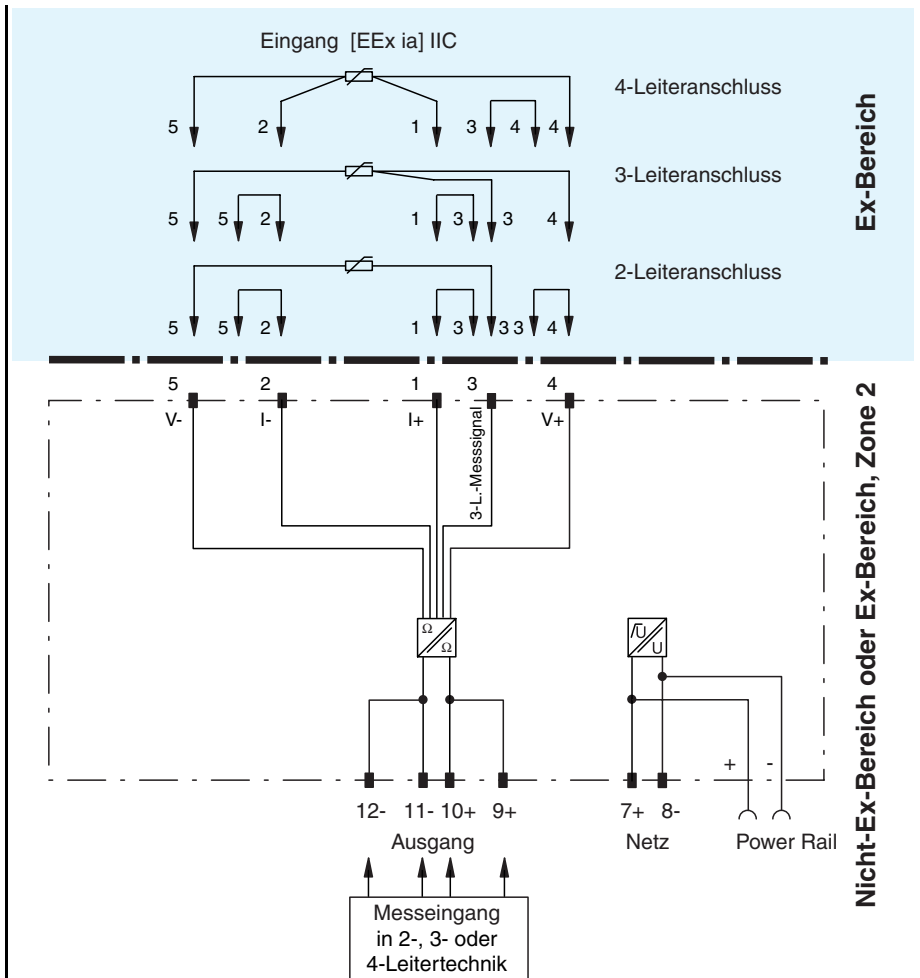 Eingang [EEx ia] IIC
4-Leiteranschluss
5 2 1 3 4 4
3-Leiteranschluss
5 5 2 1 3 3 4
2-Leiteranschluss
5 5 2 1 3 3 3 4
Ex-Bereich
5 2 1 3 4
V- I- I+ 3-L.-Messsignal V+
Ω
Ω
U
U
+ -
12- 11- 10+ 9+ 7+ 8-
Ausgang Netz Power Rail
Messeingang
in 2-, 3- oder
4-Leitertechnik
Nicht-Ex-Bereich oder Ex-Bereich, Zone 2